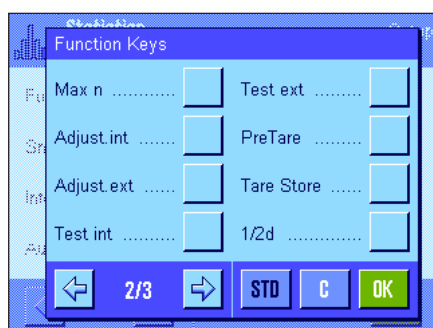 Statistics
Function Keys
Max n ............
Test ext ........
Adjust.int .......
PreTare ..........
Adjust.ext ......
Tare Store ......
Test int ..........
1/2d .............
2/3
STD
C
OK